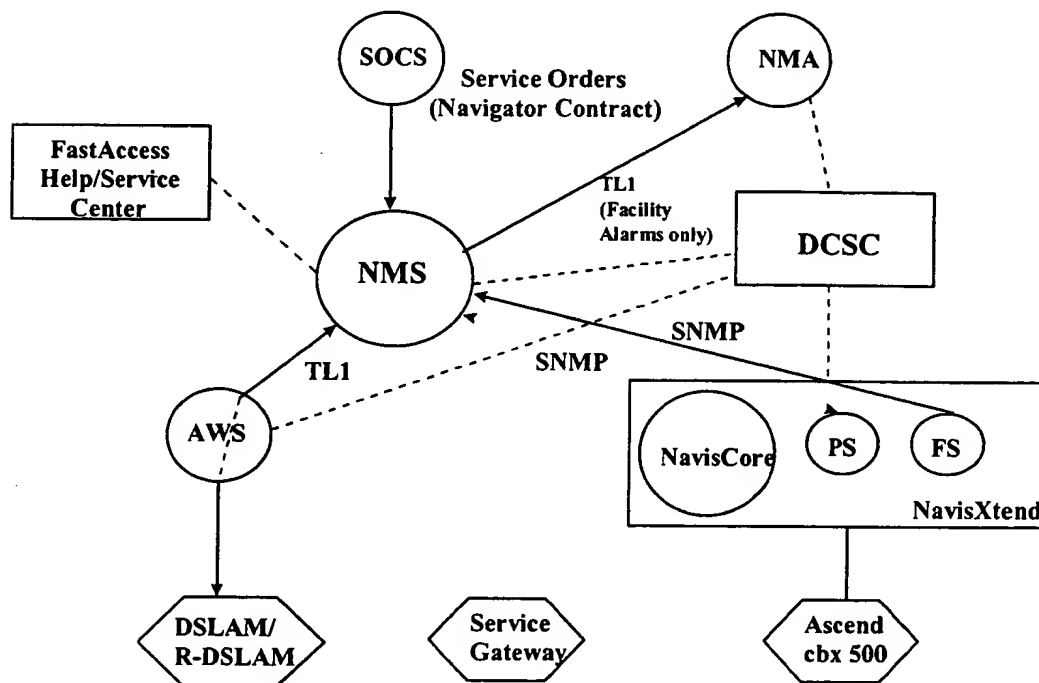 SOCS
NMA
Service Orders
(Navigator Contract)
FastAccess
Help/Service
Center
TL1
(Facility
Alarms only)
DCSC
NMS
SNMP
TL1
SNMP
AWS
NavisCore
PS
FS
NavisXtend
DSLAM/
R-DSLAM
Service
Gateway
Ascend
cbx 500